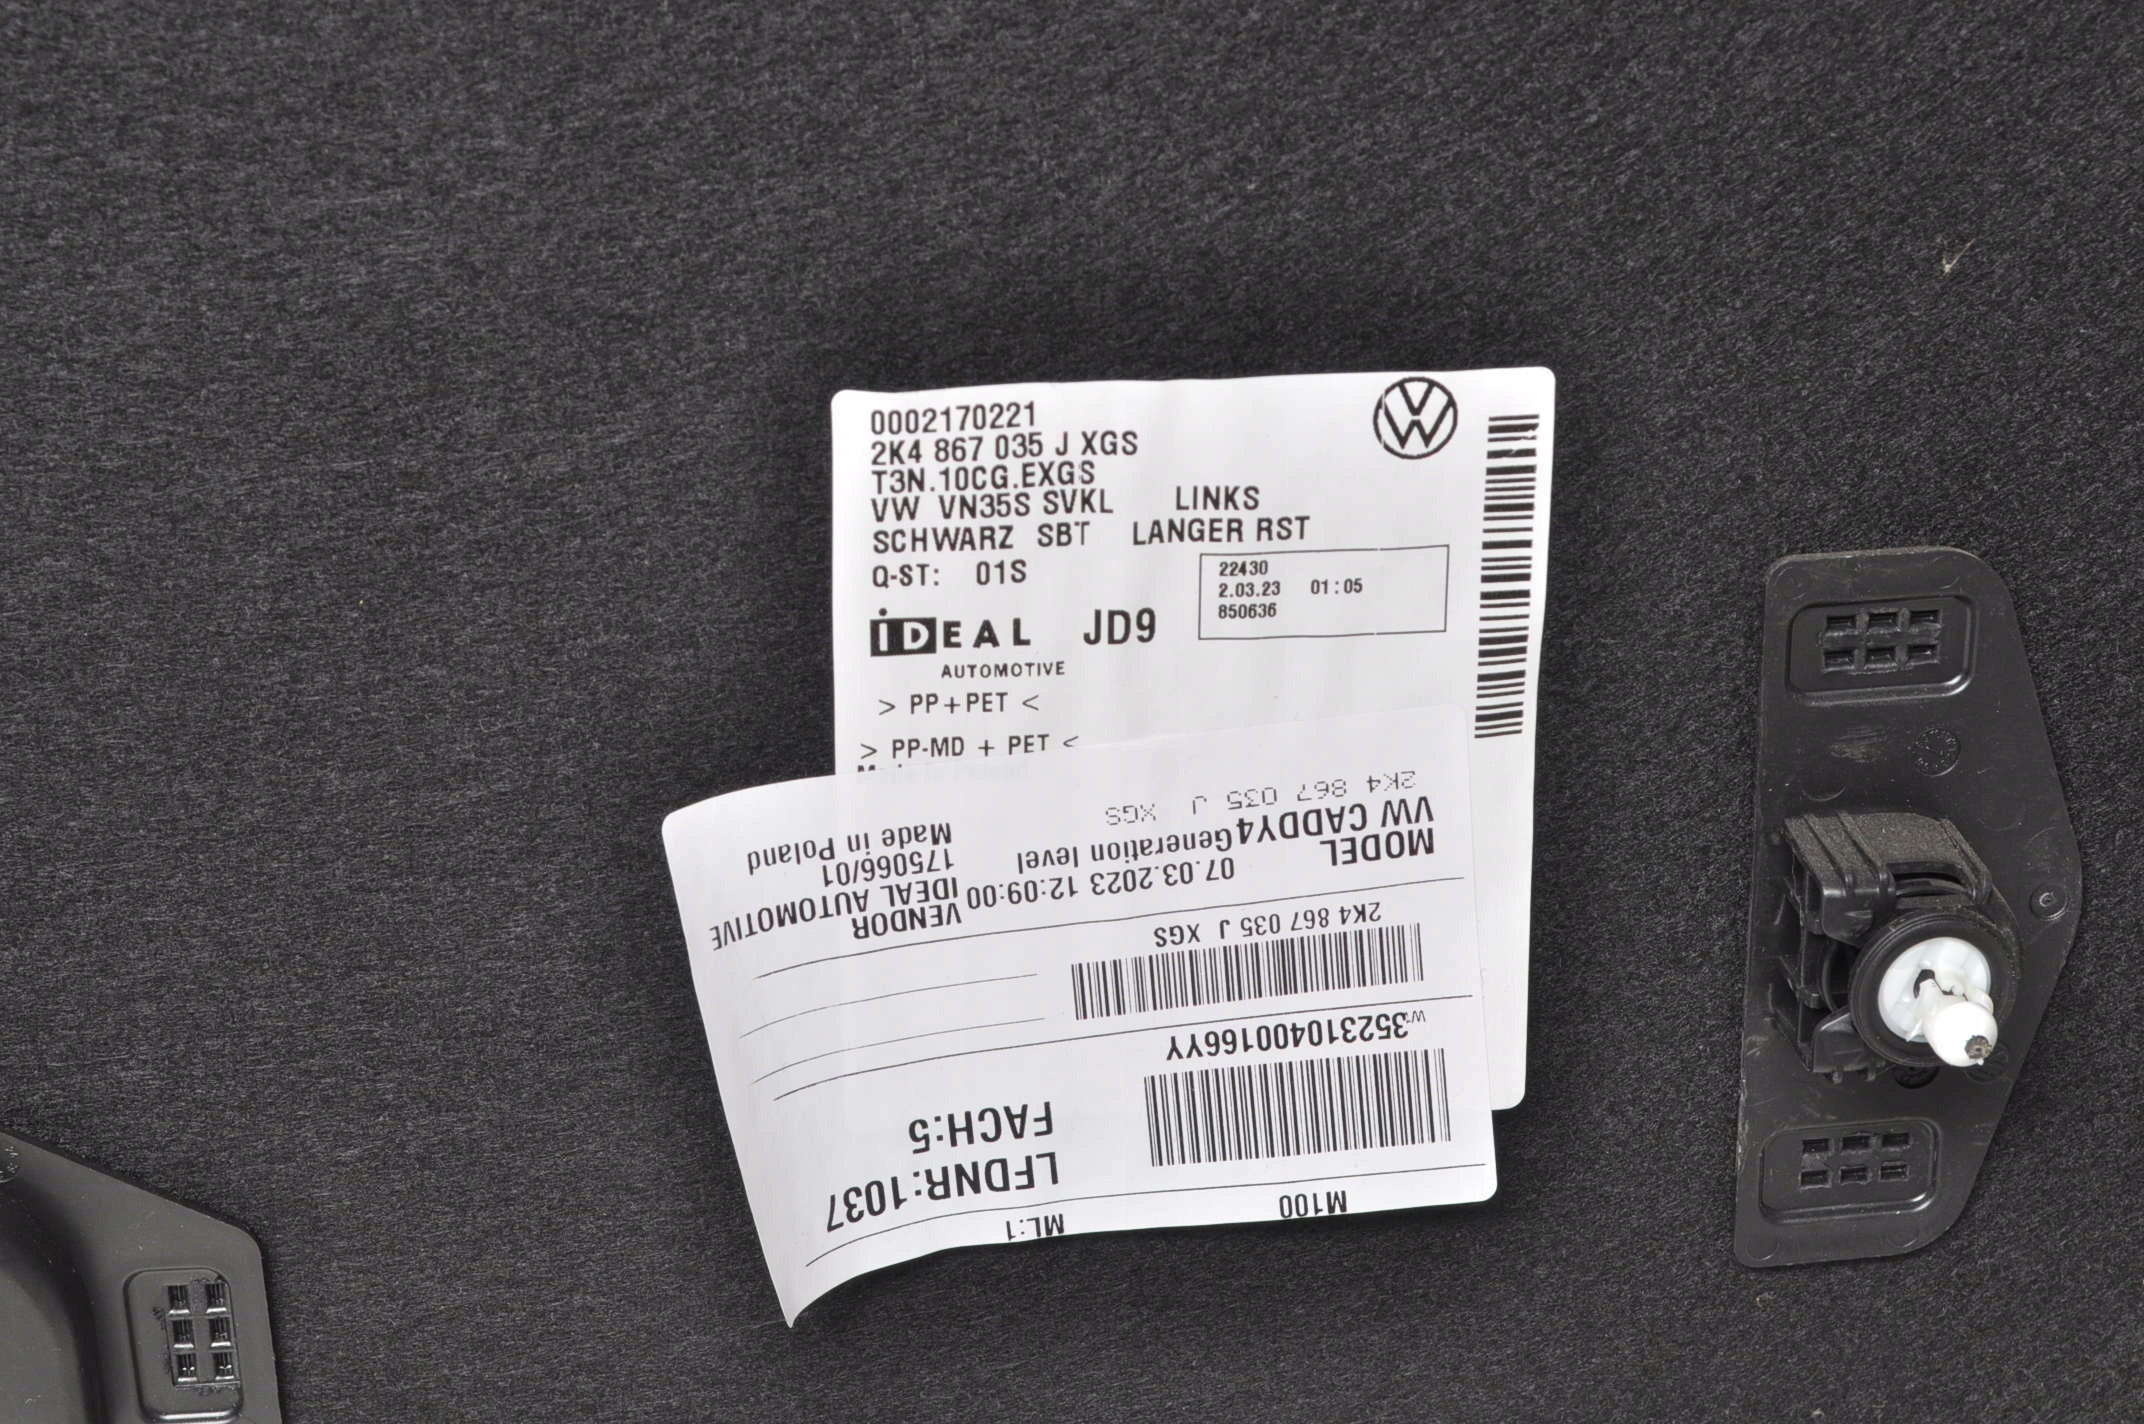 0002170221
2K4 867 035 J XGS
T3N.10CG.EXGS
VW VN35S SVKL LINKS
SCHWARZ SBT LANGER RST
Q-ST: 01S
22430
2.03.23 01:05
850636
iDEAL JD9
AUTOMOTIVE
> PP+PET <
> PP-MD + PET <
ML:1 M100
LFDNR:1037
FACH:5
352310400166YY
2K4 867 035 J XGS
VENDOR
IDEAL AUTOMOTIVE
175066/01
Made in Poland
07.03.2023 12:09:00
Generation level
MODEL
VW CADDY4
2K4 867 035 J XGS